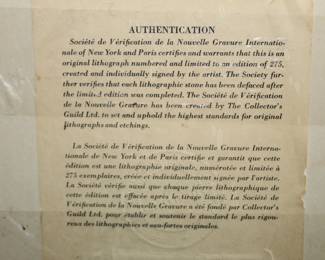 AUTHENTICATION
Société de Vérification de la Nouvelle Gravure Internatio-
nale of New York and Paris certifies and warrants that this is an
original lithograph numbered and limited to an edition of 275,
created and individually signed by the artist. The Society fur-
ther verifies that each lithographic stone has been defaced after
the limited edition was completed. The Société de Vérification
de la Nouvelle Gravure has been created by The Collector's
Guild Ltd. to set and uphold the highest standards for original
lithographs and etchings.
La Société de Vérification de la Nouvelle Gravure Interna-
tionale de New York et de Paris certifie et garantit que cette
édition est une lithographie originale, numérotée et limitée à
275 exemplaires, créée et individuellement signée par l'artiste.
La Société vérifie aussi que chaque pierre lithographique de
cette édition est effacée après le tirage limité. La Société de
Vérification de la Nouvelle Gravure a été fondé par Collector's
Guild Ltd. pour établir et soutenir le standard le plus rigou-
reux des lithographies et eaux-fortes originales.